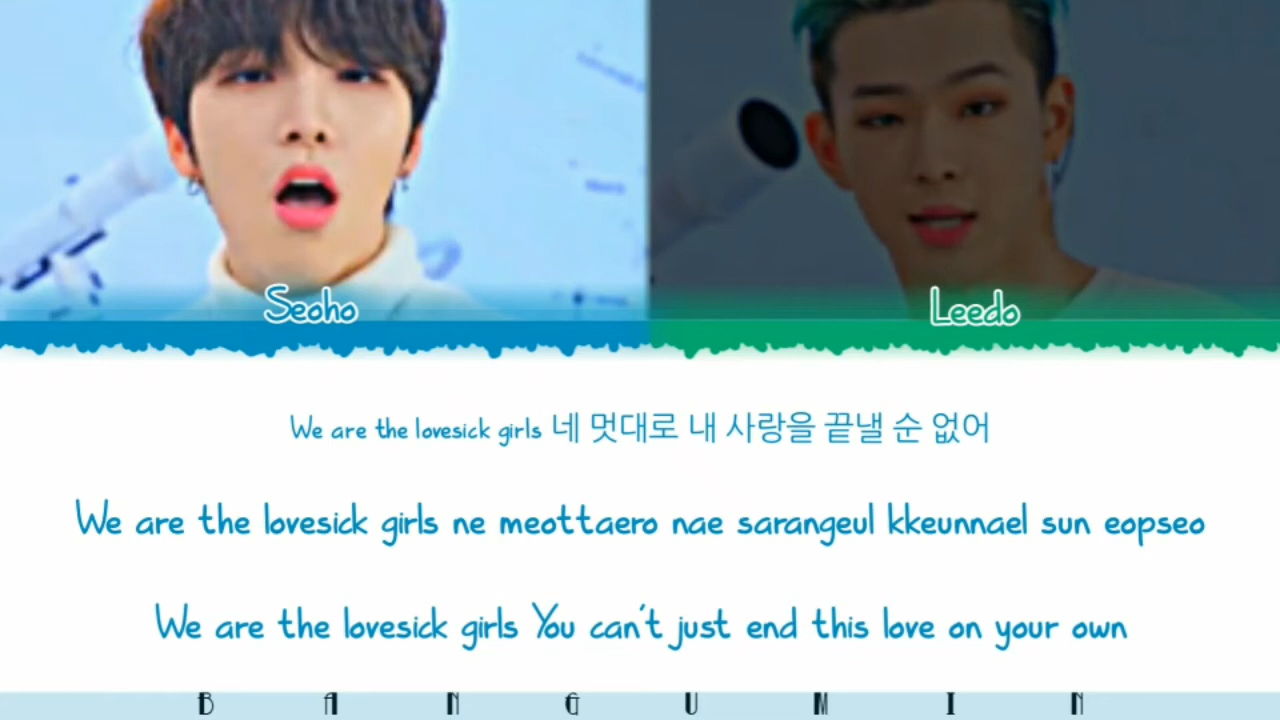 Seoho
Leedo
We are the lovesick girls 네 멋대로 내 사랑을 끝낼 순 없어
We are the lovesick girls ne meottaero nae sarangeul kkeunnael sun eopseo
We are the lovesick girls You can't just end this love on your own
B A N G U M I N